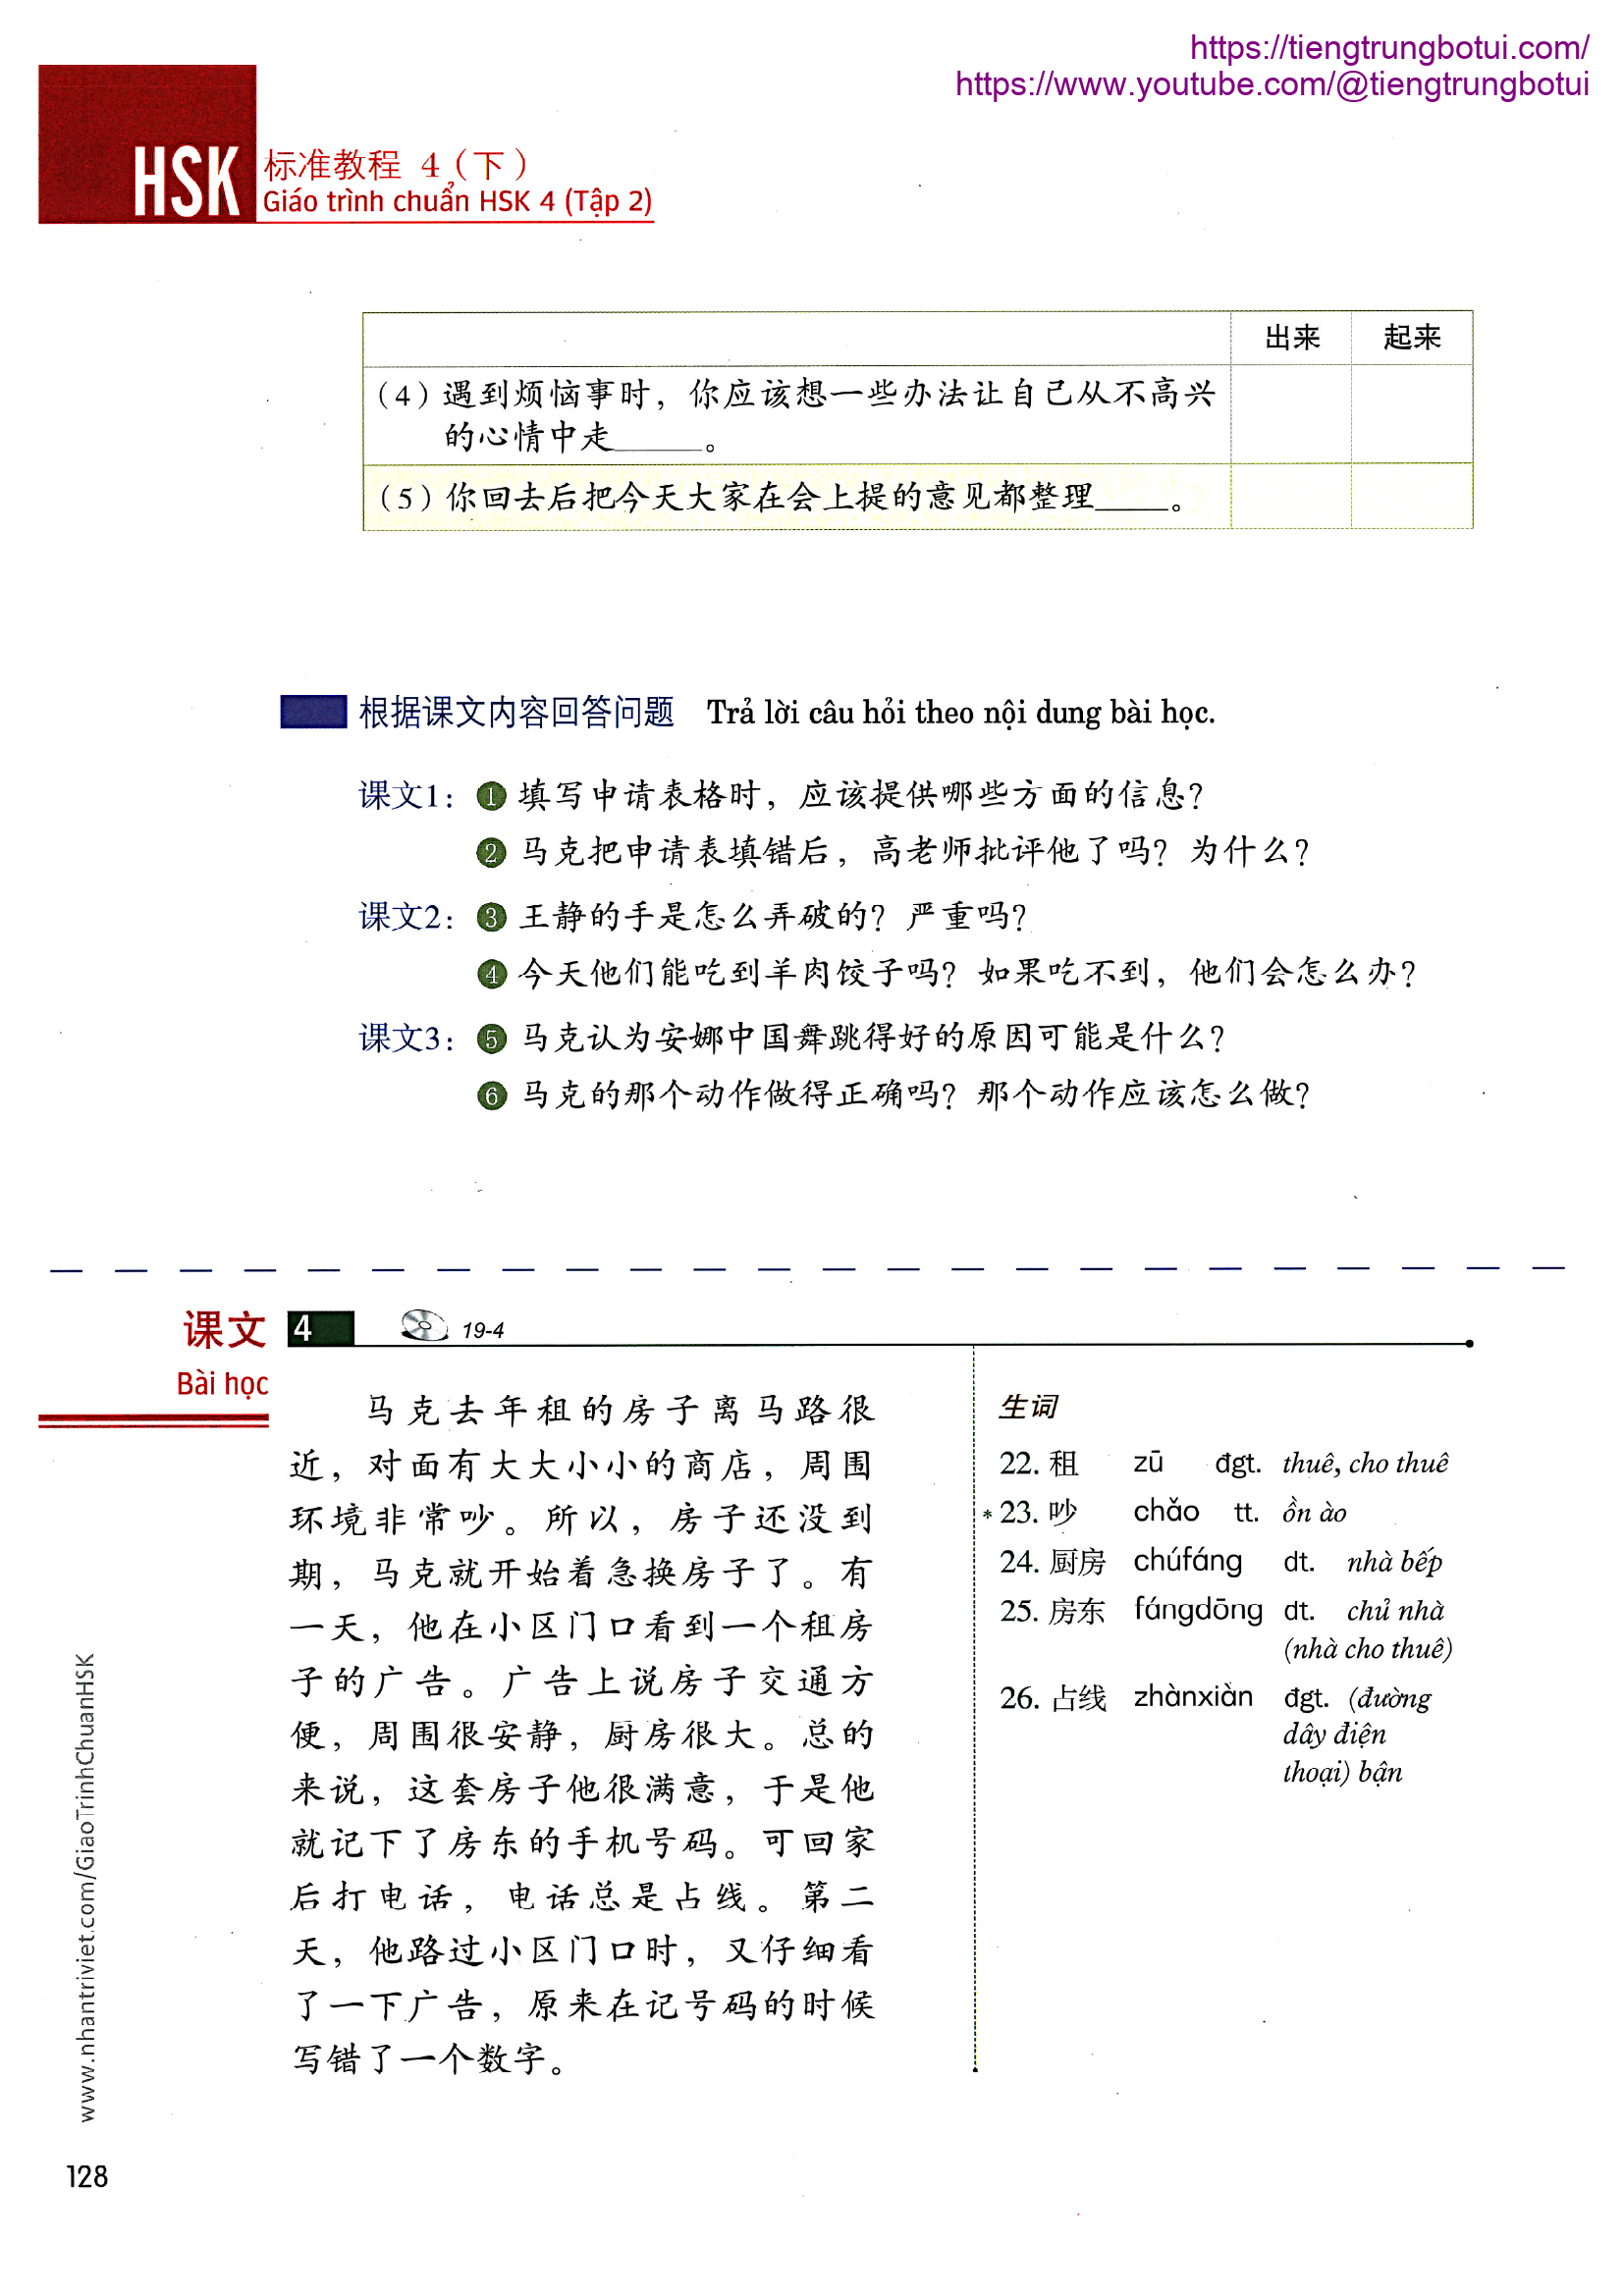 https://tiengtrungbotui.com/
https://www.youtube.com/@tiengtrungbotui
HSK 标准教程 4（下）
Giáo trình chuẩn HSK 4 (Tập 2)
出来 起来
（4）遇到烦恼事时，你应该想一些办法让自己从不高兴
的心情中走______。
（5）你回去后把今天大家在会上提的意见都整理_____。
根据课文内容回答问题 Trả lời câu hỏi theo nội dung bài học.
课文1：❶ 填写申请表格时，应该提供哪些方面的信息？
❷ 马克把申请表填错后，高老师批评他了吗？为什么？
课文2：❸ 王静的手是怎么弄破的？严重吗？
❹ 今天他们能吃到羊肉饺子吗？如果吃不到，他们会怎么办？
课文3：❺ 马克认为安娜中国舞跳得好的原因可能是什么？
❻ 马克的那个动作做得正确吗？那个动作应该怎么做？
课文 4 19-4
Bài học
马克去年租的房子离马路很
近，对面有大大小小的商店，周围
环境非常吵。所以，房子还没到
期，马克就开始着急换房子了。有
一天，他在小区门口看到一个租房
子的广告。广告上说房子交通方
便，周围很安静，厨房很大。总的
来说，这套房子他很满意，于是他
就记下了房东的手机号码。可回家
后打电话，电话总是占线。第二
天，他路过小区门口时，又仔细看
了一下广告，原来在记号码的时候
写错了一个数字。
生词
22. 租 zū đgt. thuê, cho thuê
*23. 吵 chǎo tt. ồn ào
24. 厨房 chúfáng dt. nhà bếp
25. 房东 fángdōng dt. chủ nhà
(nhà cho thuê)
26. 占线 zhànxiàn đgt. (đường
dây điện
thoại) bận
www.nhantriviet.com/GiaoTrinhChuanHSK
128